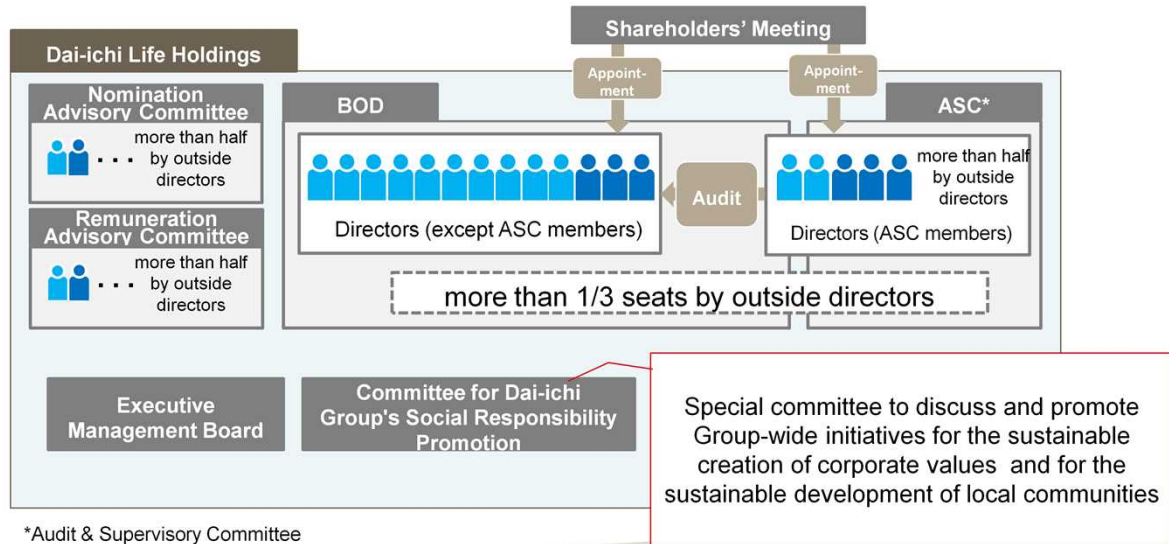 Shareholders' Meeting
Dai-ichi Life Holdings
Appoint-
ment
Appoint-
ment
Nomination
Advisory Committee
more than half
by outside
directors
Remuneration
Advisory Committee
more than half
by outside
directors
BOD
Directors (except ASC members)
Audit
ASC*
more than half
by outside
directors
Directors (ASC members)
more than 1/3 seats by outside directors
Executive
Management Board
Committee for Dai-ichi
Group's Social Responsibility
Promotion
Special committee to discuss and promote
Group-wide initiatives for the sustainable
creation of corporate values and for the
sustainable development of local communities
*Audit & Supervisory Committee